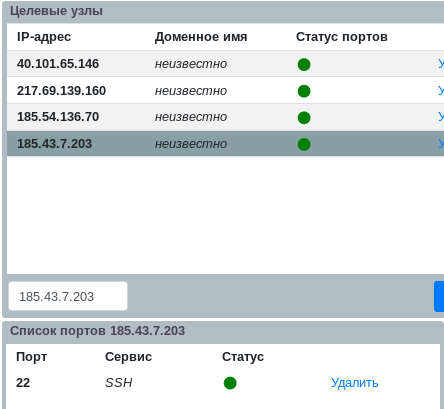 Целевые узлы
IP-адрес Доменное имя Статус портов
40.101.65.146 неизвестно У
217.69.139.160 неизвестно У
185.54.136.70 неизвестно У
185.43.7.203 неизвестно У
185.43.7.203
Список портов 185.43.7.203
Порт Сервис Статус
22 SSH Удалить